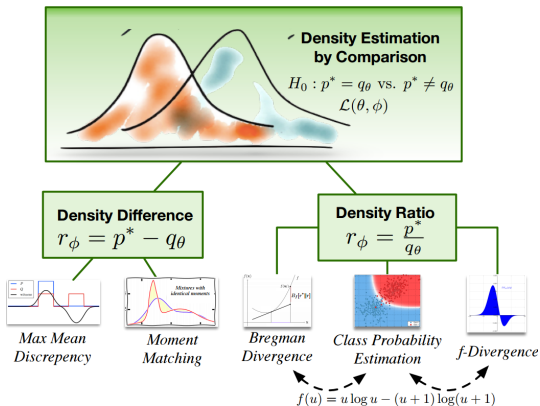 Density Estimation
by Comparison
H₀ : p* = q_θ vs. p* ≠ q_θ
ℒ(θ, ϕ)
Density Difference
r_ϕ = p* − q_θ
Density Ratio
r_ϕ = p*/q_θ
Mixtures with
identical moments
Max Mean
Discrepency
Moment
Matching
Bregman
Divergence
Class Probability
Estimation
f-Divergence
f(u) = u log u − (u + 1) log(u + 1)